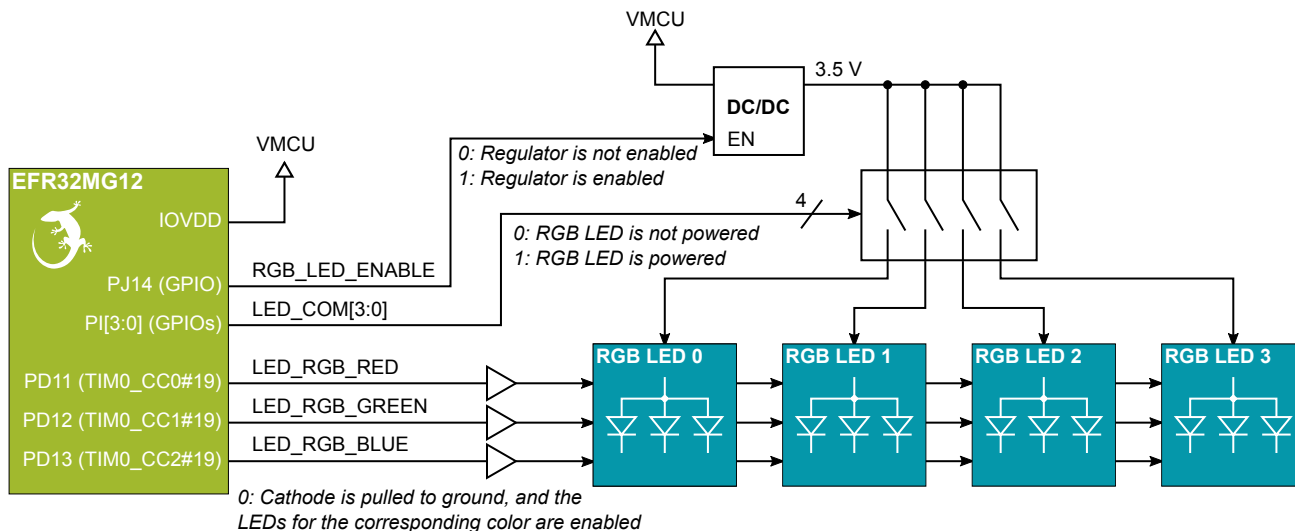 VMCU
3.5 V
DC/DC
EN
0: Regulator is not enabled
1: Regulator is enabled
VMCU
EFR32MG12
IOVDD
4
0: RGB LED is not powered
1: RGB LED is powered
RGB_LED_ENABLE
PJ14 (GPIO)
LED_COM[3:0]
PI[3:0] (GPIOs)
RGB LED 0
RGB LED 1
RGB LED 2
RGB LED 3
LED_RGB_RED
PD11 (TIM0_CC0#19)
LED_RGB_GREEN
PD12 (TIM0_CC1#19)
LED_RGB_BLUE
PD13 (TIM0_CC2#19)
0: Cathode is pulled to ground, and the
LEDs for the corresponding color are enabled